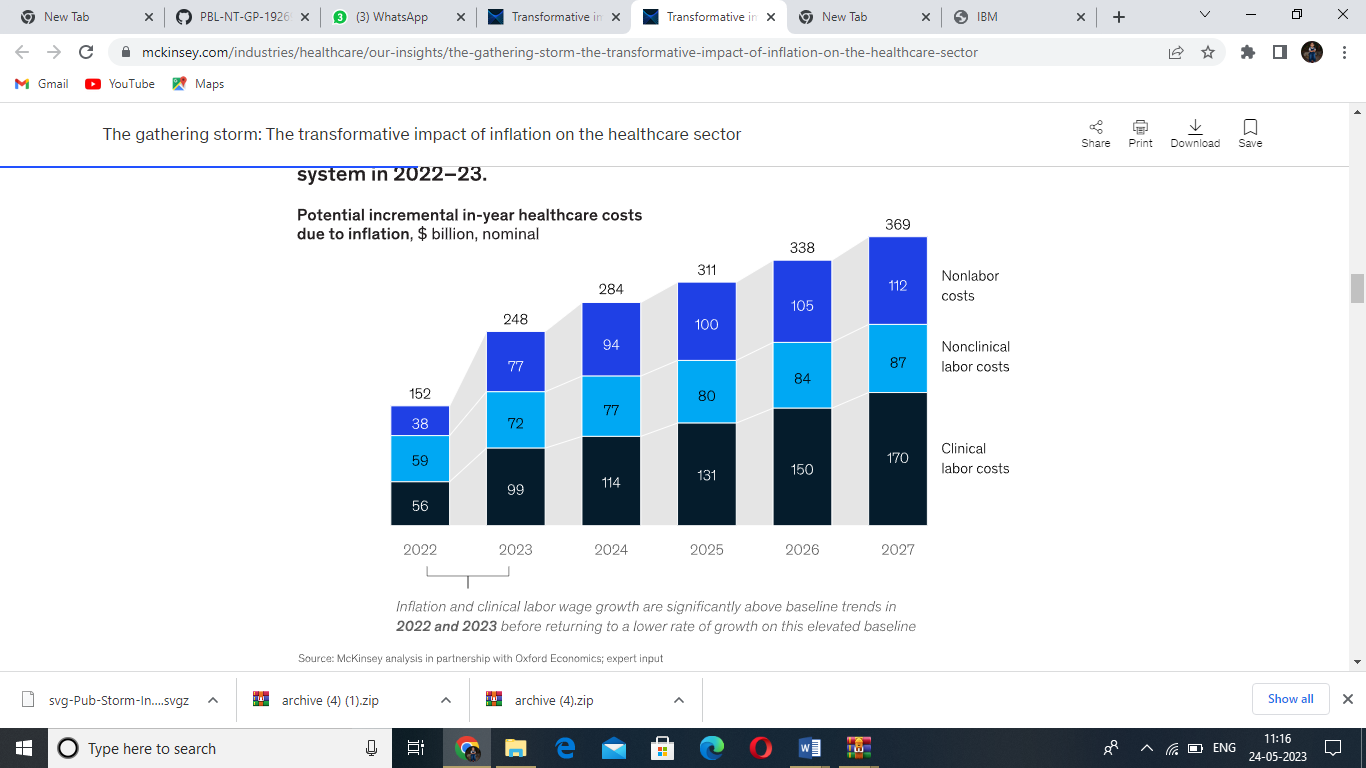 New Tab
PBL-NT-GP-1926
(3) WhatsApp
Transformative in
Transformative in
New Tab
IBM
mckinsey.com/industries/healthcare/our-insights/the-gathering-storm-the-transformative-impact-of-inflation-on-the-healthcare-sector
Gmail
YouTube
Maps
The gathering storm: The transformative impact of inflation on the healthcare sector
Share
Print
Download
Save
system in 2022–23.
Potential incremental in-year healthcare costs
due to inflation, $ billion, nominal
152
248
284
311
338
369
38
77
94
100
105
112
Nonlabor
costs
59
72
77
80
84
87
Nonclinical
labor costs
56
99
114
131
150
170
Clinical
labor costs
2022
2023
2024
2025
2026
2027
Inflation and clinical labor wage growth are significantly above baseline trends in
2022 and 2023 before returning to a lower rate of growth on this elevated baseline
Source: McKinsey analysis in partnership with Oxford Economics; expert input
svg-Pub-Storm-In....svgz
archive (4) (1).zip
archive (4).zip
Show all
Type here to search
ENG
11:16
24-05-2023